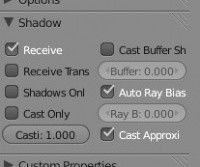 Options
Shadow
Receive
Cast Buffer Sh
Receive Trans
Buffer: 0.000
Shadows Onl
Auto Ray Bias
Cast Only
Ray B: 0.000
Casti: 1.000
Cast Approxi
Custom Properties